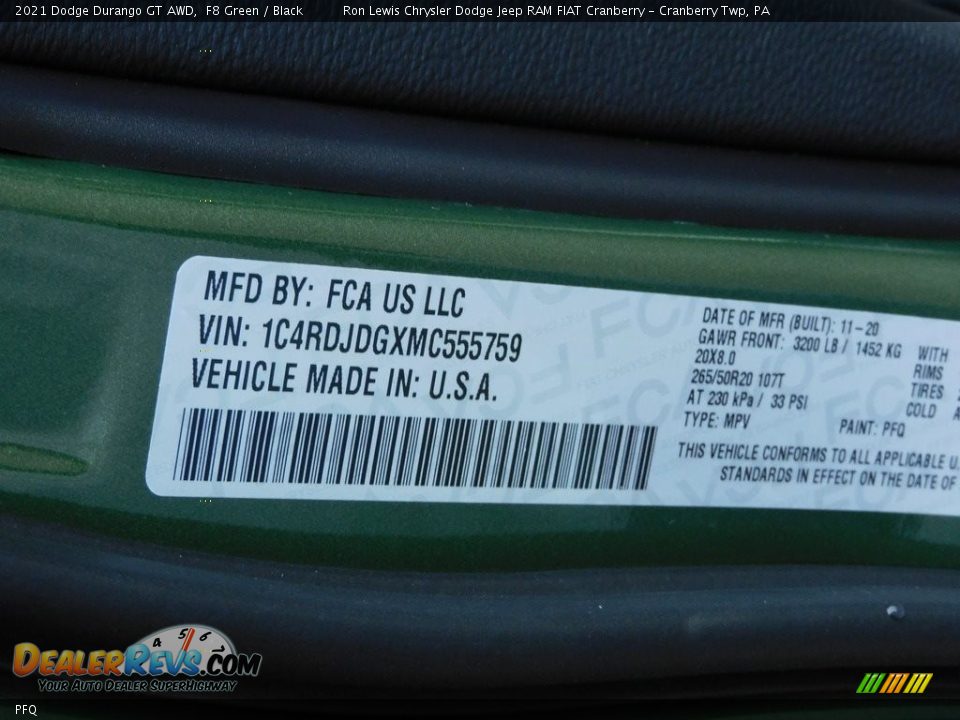 2021 Dodge Durango GT AWD,  F8 Green / Black    Ron Lewis Chrysler Dodge Jeep RAM FIAT Cranberry - Cranberry Twp, PA
MFD BY: FCA US LLC
VIN: 1C4RDJDGXMC555759
VEHICLE MADE IN: U.S.A.
DATE OF MFR (BUILT): 11-20
GAWR FRONT: 3200 LB / 1452 KG WITH
20X8.0 RIMS
265/50R20 107T TIRES
AT 230 kPa / 33 PSI COLD
TYPE: MPV PAINT: PFQ
THIS VEHICLE CONFORMS TO ALL APPLICABLE
STANDARDS IN EFFECT ON THE DATE OF
4 5 6
DEALERREVS.COM
Your Auto Dealer SuperHighway
PFQ